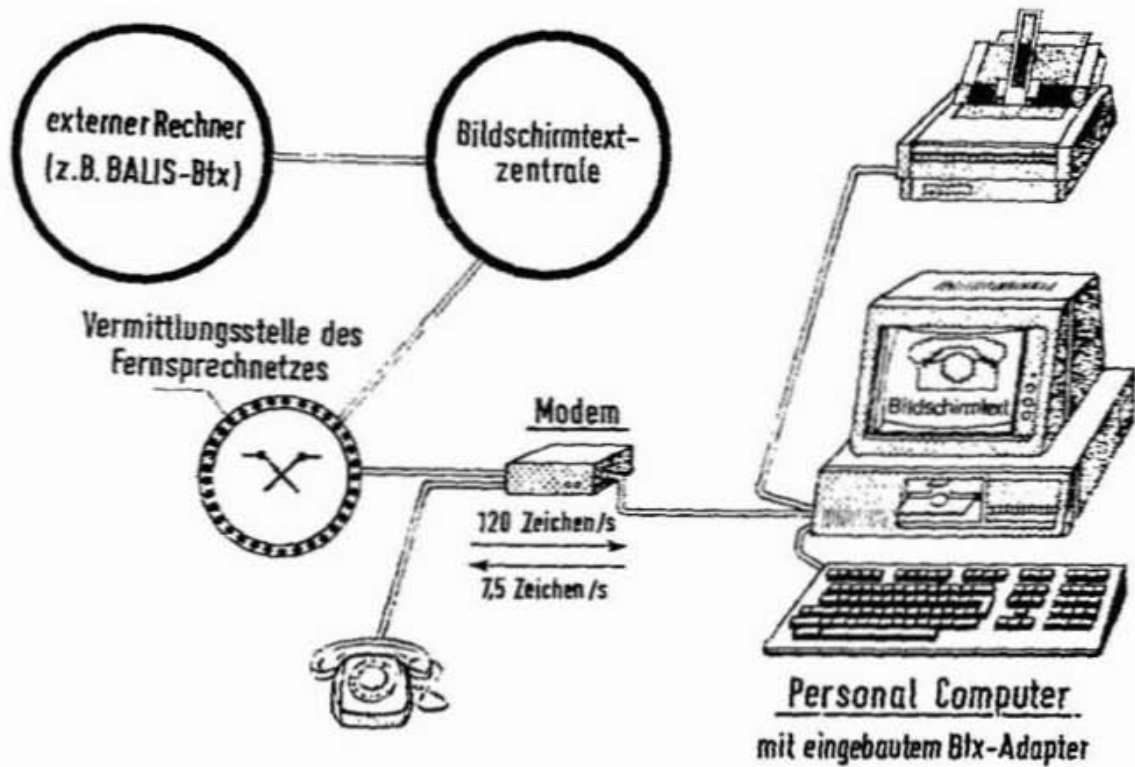 externer Rechner
(z.B. BALIS-Btx)
Bildschirmtext-
zentrale
Vermittlungsstelle des
Fernsprechnetzes
Modem
120 Zeichen/s
7,5 Zeichen/s
Bildschirmtext
Personal Computer
mit eingebautem Btx-Adapter